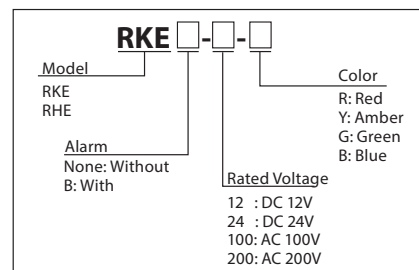 RKE □-□-□
Model
RKE
RHE
Alarm
None: Without
B: With
Rated Voltage
12 : DC 12V
24 : DC 24V
100: AC 100V
200: AC 200V
Color
R: Red
Y: Amber
G: Green
B: Blue